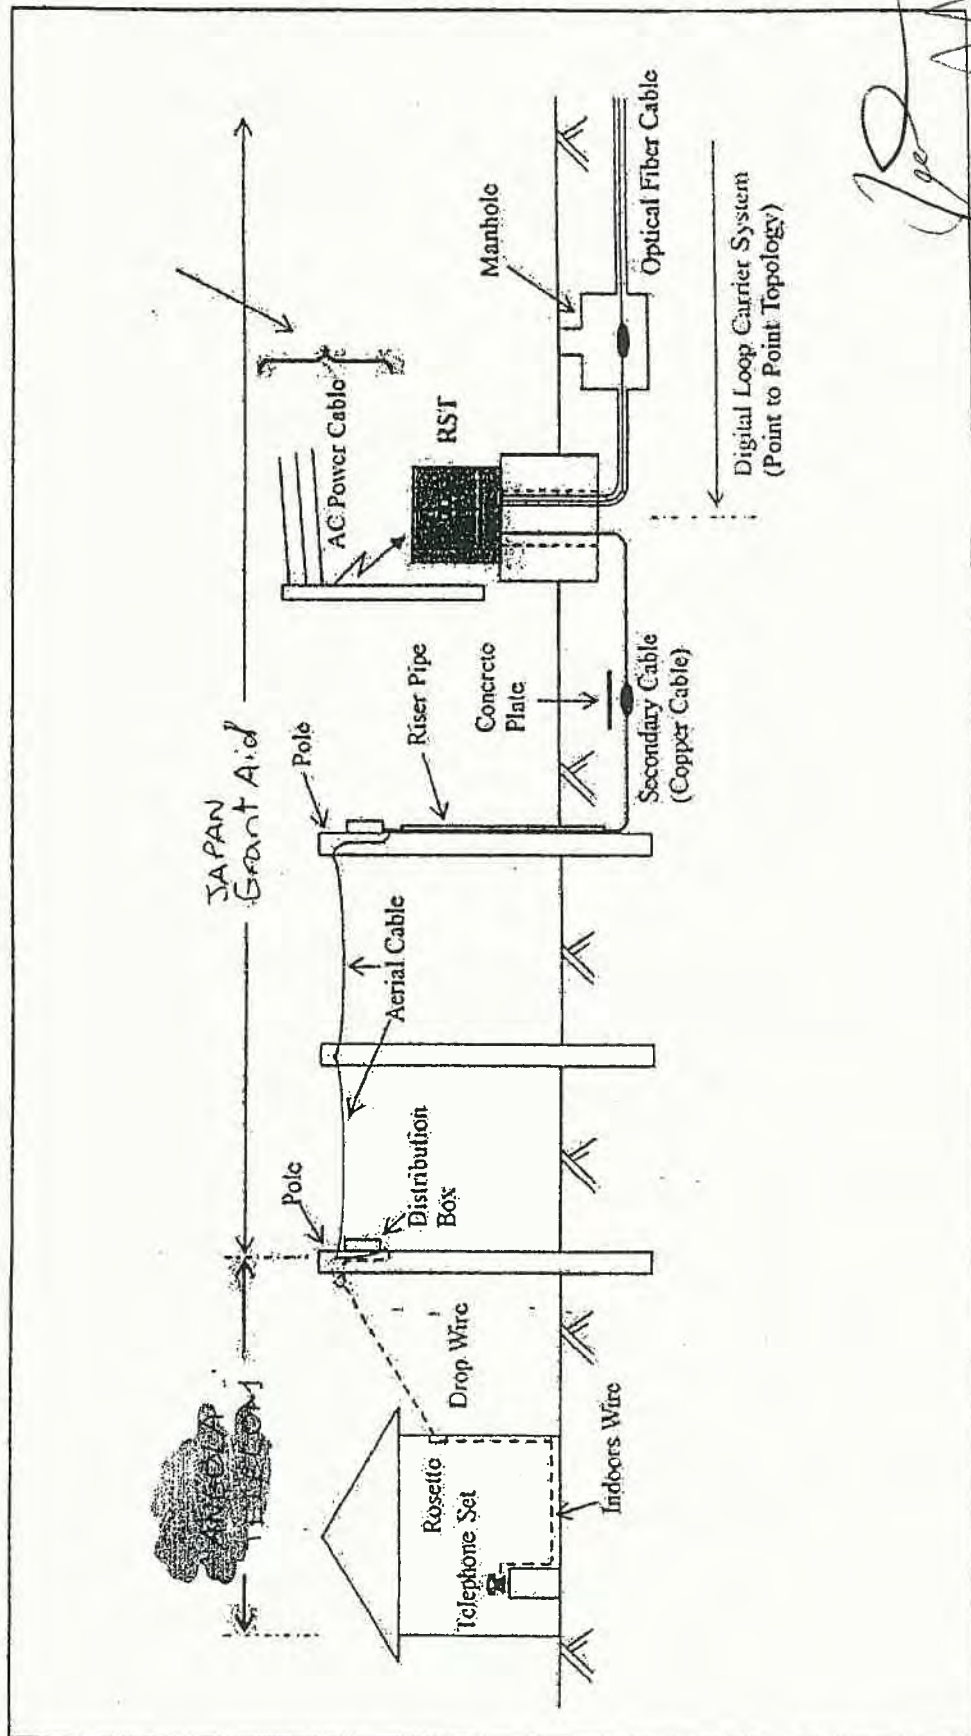 JAPAN
Grant Aid
ANGOLA
TELECOM
Pole
Pole
AC Power Cable
Riser Pipe
RST
Manhole
Aerial Cable
Distribution
Box
Drop Wire
Rosette
Telephone Set
Indoors Wire
Concrete
Plate
Secondary Cable
(Copper Cable)
Optical Fiber Cable
Digital Loop Carrier System
(Point to Point Topology)